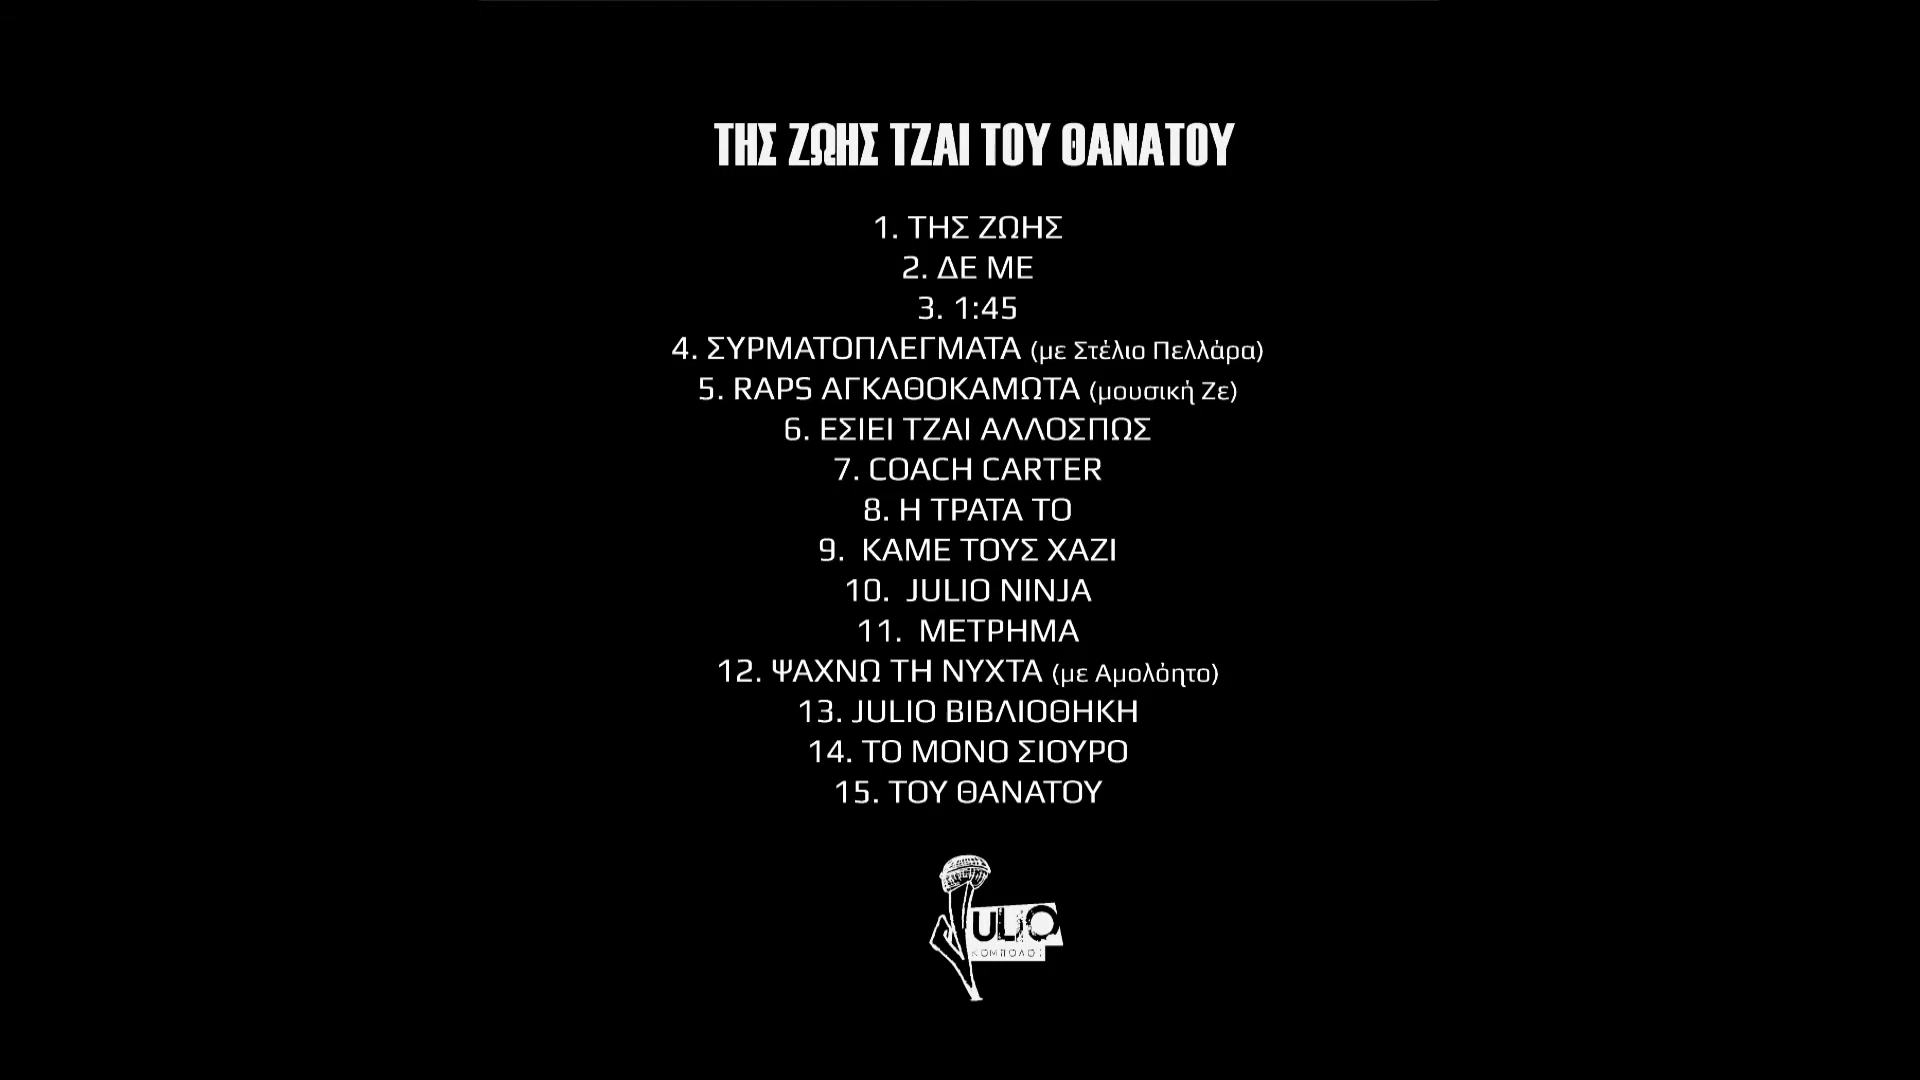 ΤΗΣ ΖΩΗΣ ΤΖΑΙ ΤΟΥ ΘΑΝΑΤΟΥ
1. ΤΗΣ ΖΩΗΣ
2. ΔΕ ΜΕ
3. 1:45
4. ΣΥΡΜΑΤΟΠΛΕΓΜΑΤΑ (με Στέλιο Πελλάρα)
5. RAPS ΑΓΚΑΘΟΚΑΜΩΤΑ (μουσική Ζε)
6. ΕΣΙΕΙ ΤΖΑΙ ΑΛΛΟΣΠΩΣ
7. COACH CARTER
8. Η ΤΡΑΤΑ ΤΟ
9. ΚΑΜΕ ΤΟΥΣ ΧΑΖΙ
10. JULIO NINJA
11. ΜΕΤΡΗΜΑ
12. ΨΑΧΝΩ ΤΗ ΝΥΧΤΑ (με Αμολόητο)
13. JULIO ΒΙΒΛΙΟΘΗΚΗ
14. ΤΟ ΜΟΝΟ ΣΙΟΥΡΟ
15. ΤΟΥ ΘΑΝΑΤΟΥ
JULIO